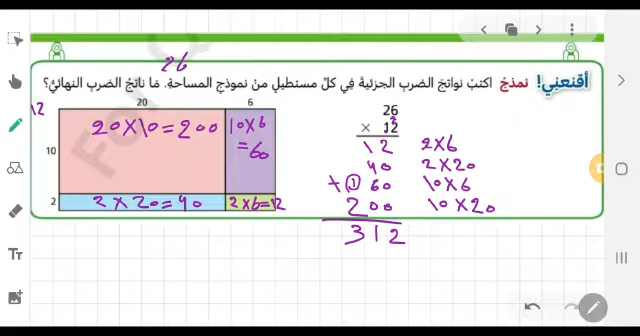 أقنعني! نمذجْ اكتبْ نواتجَ الضربِ الجزئيةَ فِي كلِّ مستطيلٍ منْ نموذجِ المساحةِ. مَا ناتجُ الضربِ النهائيُّ؟
26
12
20 6
10 20×10=200 10×6
=60
2 2×20=40 2×6=12
26
× 12
12 2×6
40 2×20
+ 1 60 10×6
200 10×20
312
Tт